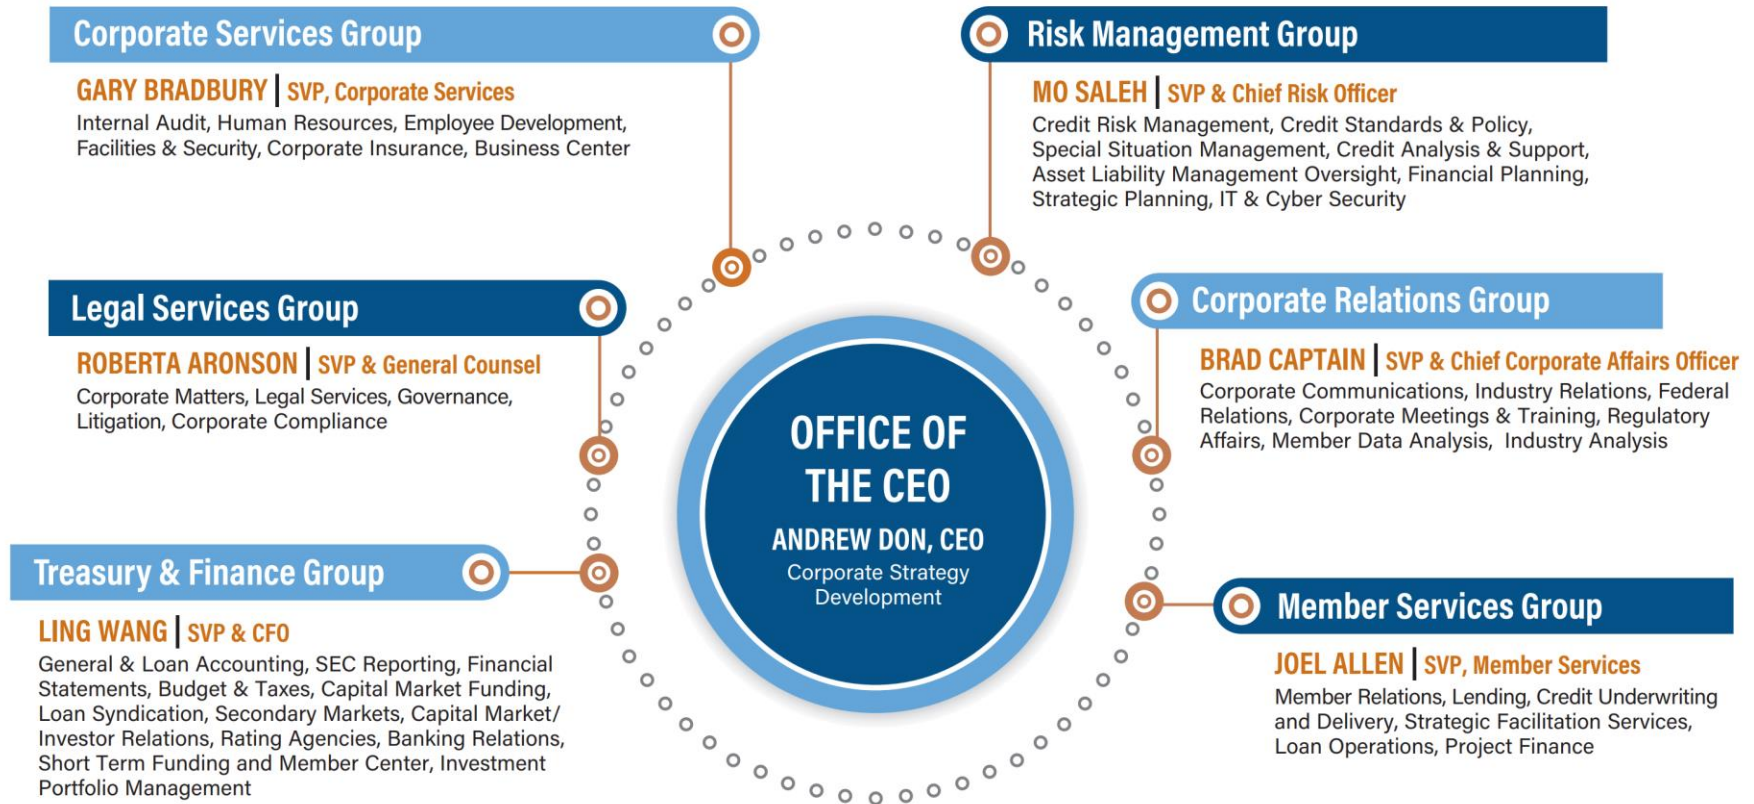 Corporate Services Group
GARY BRADBURY | SVP, Corporate Services
Internal Audit, Human Resources, Employee Development,
Facilities & Security, Corporate Insurance, Business Center
Legal Services Group
ROBERTA ARONSON | SVP & General Counsel
Corporate Matters, Legal Services, Governance,
Litigation, Corporate Compliance
Treasury & Finance Group
LING WANG | SVP & CFO
General & Loan Accounting, SEC Reporting, Financial
Statements, Budget & Taxes, Capital Market Funding,
Loan Syndication, Secondary Markets, Capital Market/
Investor Relations, Rating Agencies, Banking Relations,
Short Term Funding and Member Center, Investment
Portfolio Management
OFFICE OF
THE CEO
ANDREW DON, CEO
Corporate Strategy
Development
Risk Management Group
MO SALEH | SVP & Chief Risk Officer
Credit Risk Management, Credit Standards & Policy,
Special Situation Management, Credit Analysis & Support,
Asset Liability Management Oversight, Financial Planning,
Strategic Planning, IT & Cyber Security
Corporate Relations Group
BRAD CAPTAIN | SVP & Chief Corporate Affairs Officer
Corporate Communications, Industry Relations, Federal
Relations, Corporate Meetings & Training, Regulatory
Affairs, Member Data Analysis, Industry Analysis
Member Services Group
JOEL ALLEN | SVP, Member Services
Member Relations, Lending, Credit Underwriting
and Delivery, Strategic Facilitation Services,
Loan Operations, Project Finance